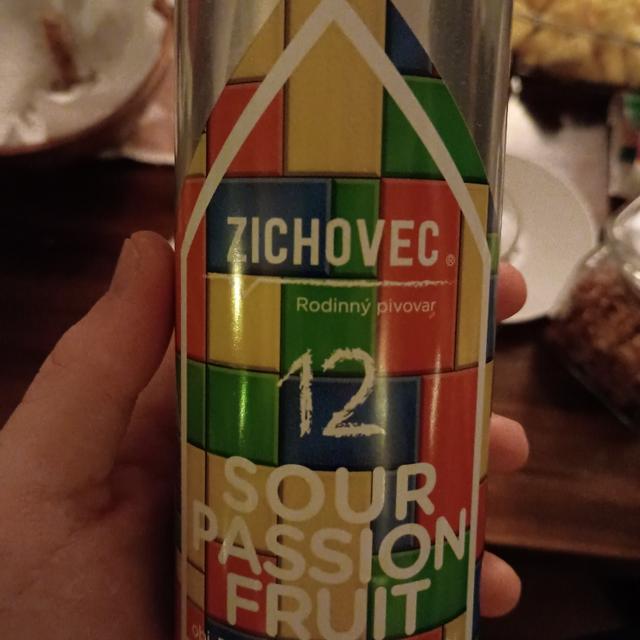 ZICHOVEC®
Rodinný pivovar
12
SOUR
PASSION
FRUIT